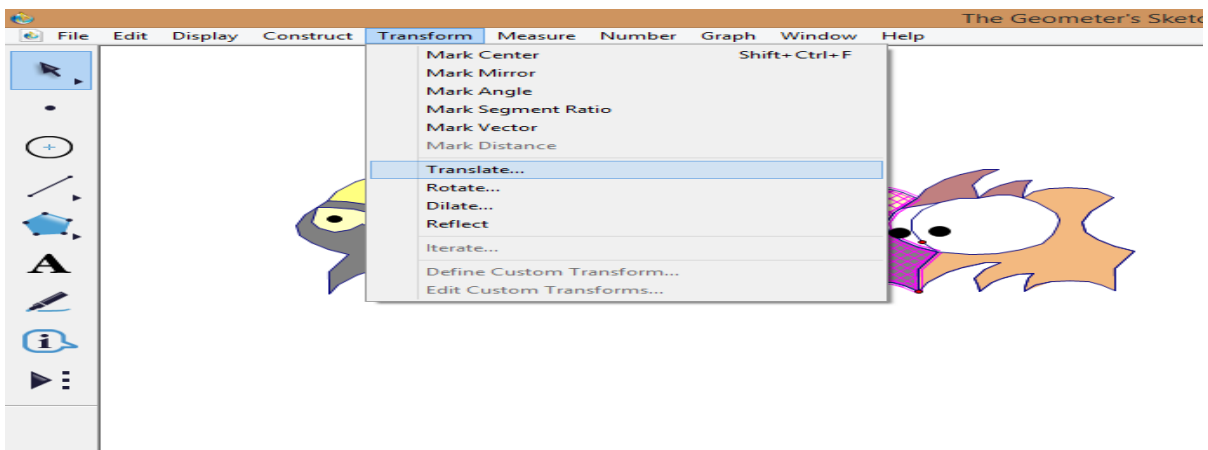 The Geometer's Sketc
File Edit Display Construct Transform Measure Number Graph Window Help
Mark Center Shift+Ctrl+F
Mark Mirror
Mark Angle
Mark Segment Ratio
Mark Vector
Mark Distance
Translate...
Rotate...
Dilate...
Reflect
Iterate...
Define Custom Transform...
Edit Custom Transforms...
A
i